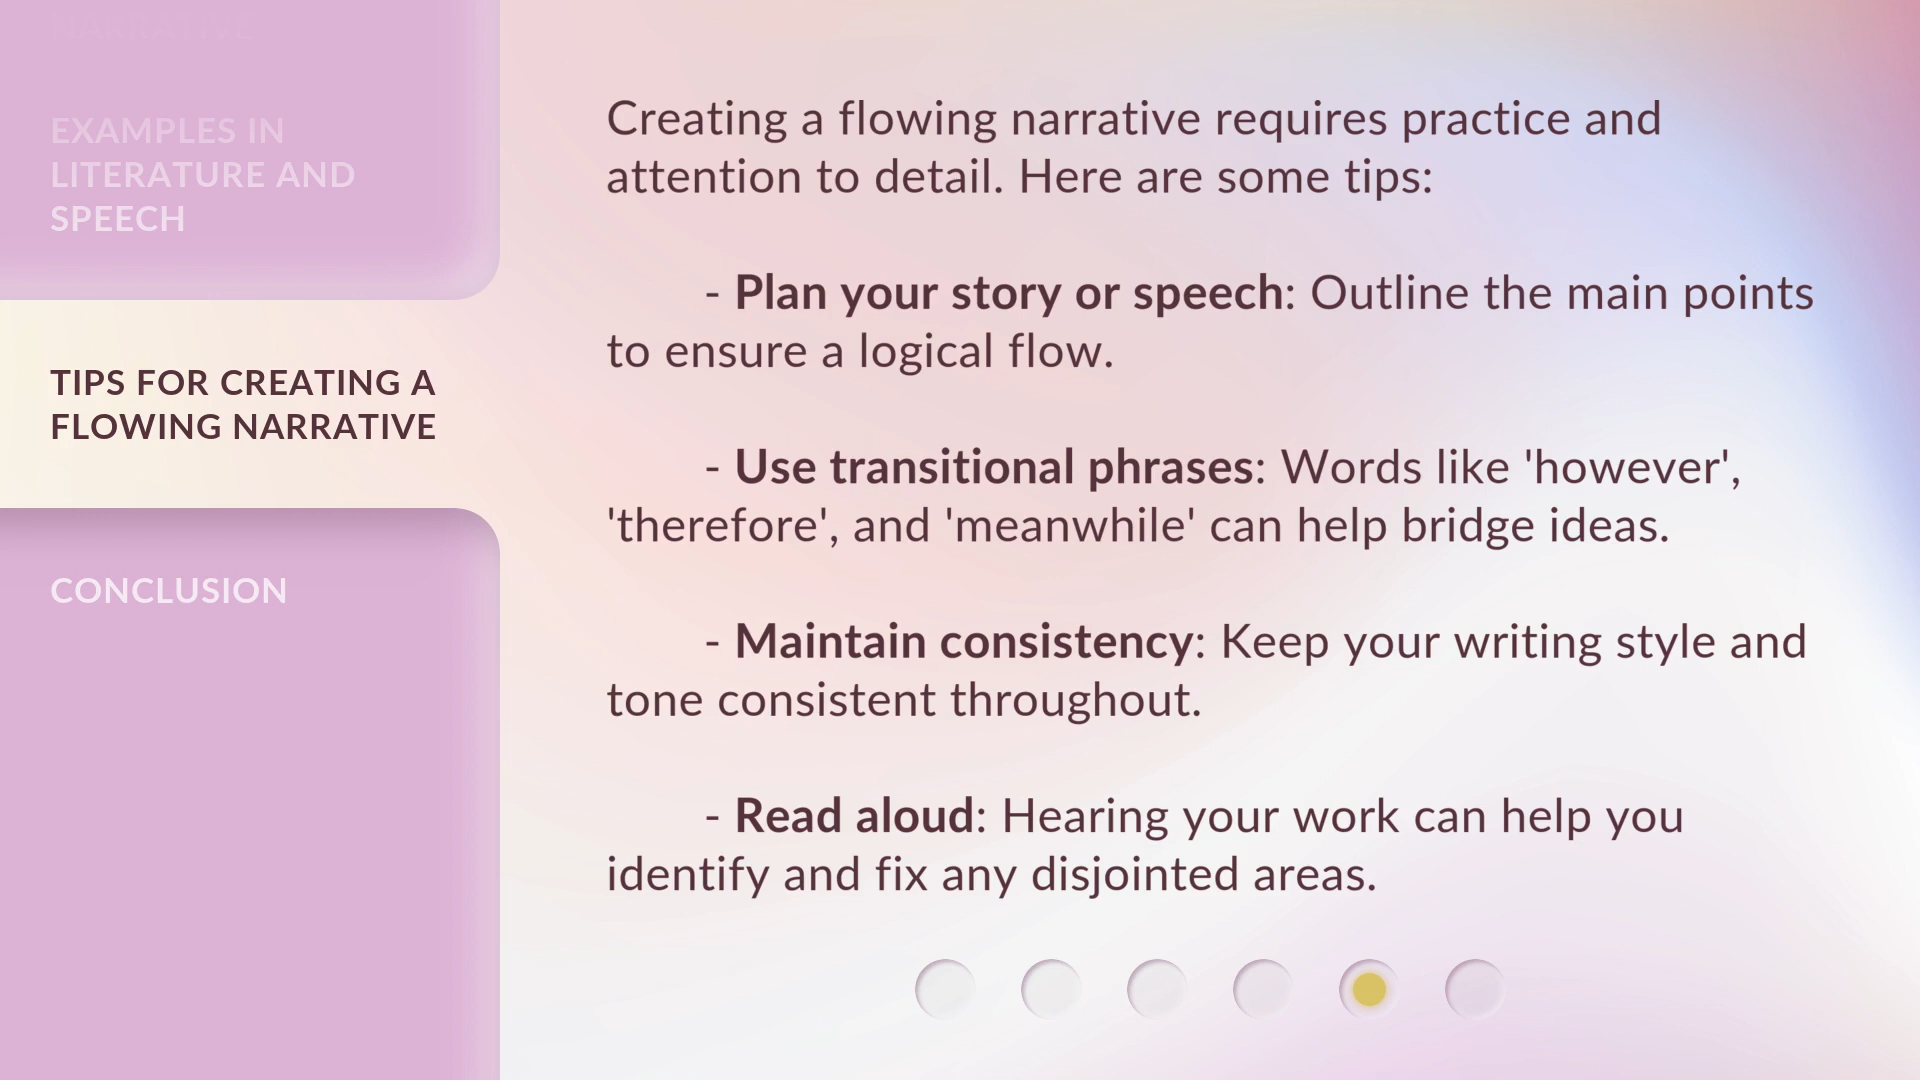 NARRATIVE
EXAMPLES IN
LITERATURE AND
SPEECH
TIPS FOR CREATING A
FLOWING NARRATIVE
CONCLUSION
Creating a flowing narrative requires practice and
attention to detail. Here are some tips:
- Plan your story or speech: Outline the main points
to ensure a logical flow.
- Use transitional phrases: Words like 'however',
'therefore', and 'meanwhile' can help bridge ideas.
- Maintain consistency: Keep your writing style and
tone consistent throughout.
- Read aloud: Hearing your work can help you
identify and fix any disjointed areas.